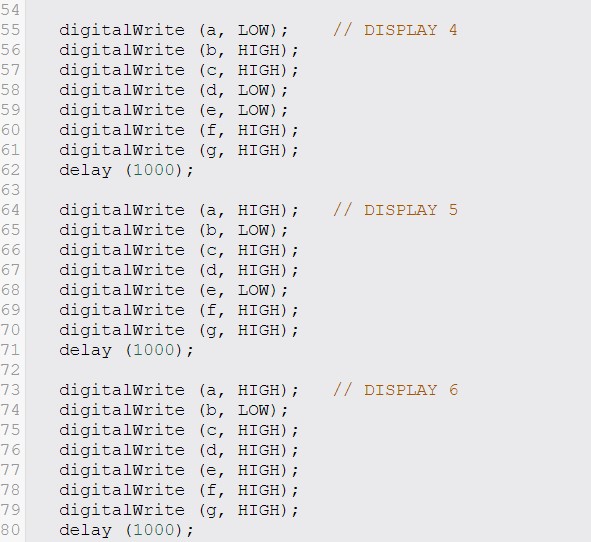 54
55 digitalWrite (a, LOW); // DISPLAY 4
56 digitalWrite (b, HIGH);
57 digitalWrite (c, HIGH);
58 digitalWrite (d, LOW);
59 digitalWrite (e, LOW);
60 digitalWrite (f, HIGH);
61 digitalWrite (g, HIGH);
62 delay (1000);
63
64 digitalWrite (a, HIGH); // DISPLAY 5
65 digitalWrite (b, LOW);
66 digitalWrite (c, HIGH);
67 digitalWrite (d, HIGH);
68 digitalWrite (e, LOW);
69 digitalWrite (f, HIGH);
70 digitalWrite (g, HIGH);
71 delay (1000);
72
73 digitalWrite (a, HIGH); // DISPLAY 6
74 digitalWrite (b, LOW);
75 digitalWrite (c, HIGH);
76 digitalWrite (d, HIGH);
77 digitalWrite (e, HIGH);
78 digitalWrite (f, HIGH);
79 digitalWrite (g, HIGH);
80 delay (1000);